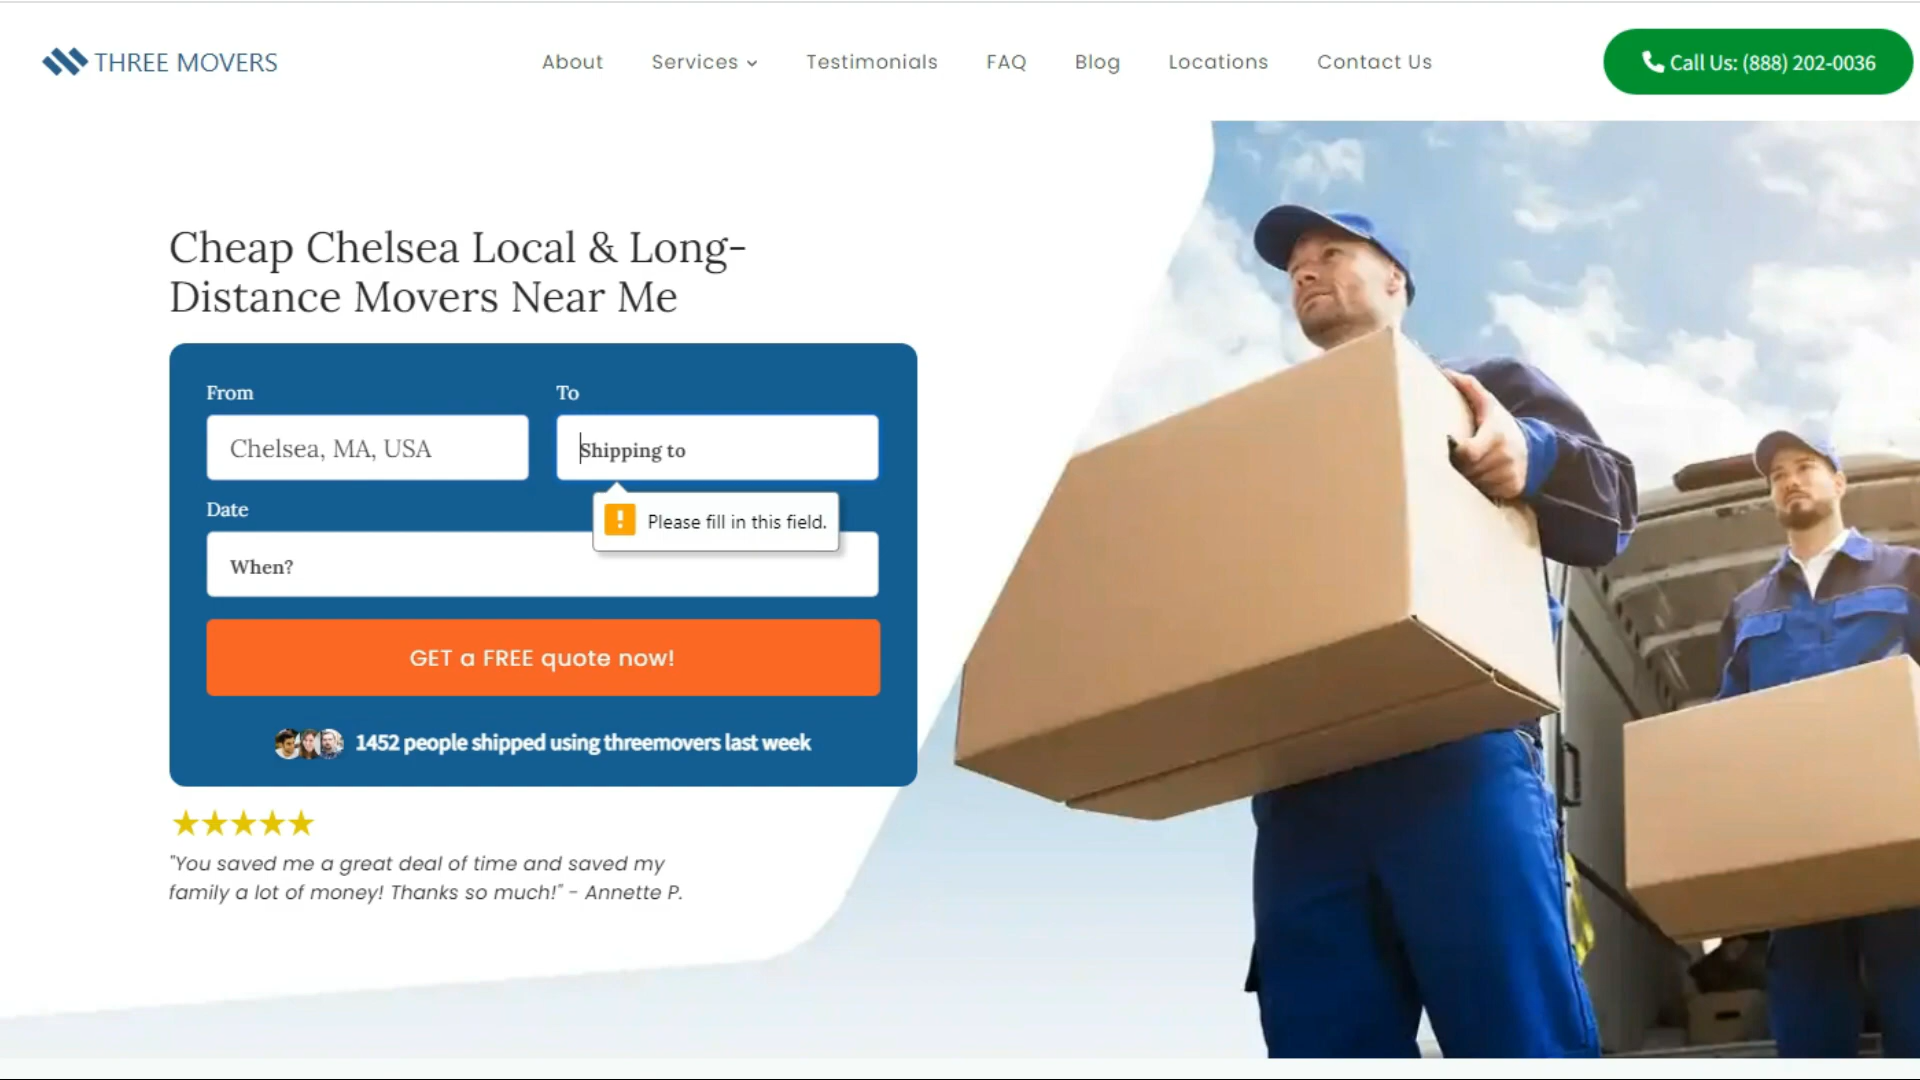 THREE MOVERS
About
Services
Testimonials
FAQ
Blog
Locations
Contact Us
Call Us: (888) 202-0036
Cheap Chelsea Local & Long-
Distance Movers Near Me
From
To
Chelsea, MA, USA
Shipping to
Date
Please fill in this field.
When?
GET a FREE quote now!
1452 people shipped using threemovers last week
"You saved me a great deal of time and saved my
family a lot of money! Thanks so much!" - Annette P.